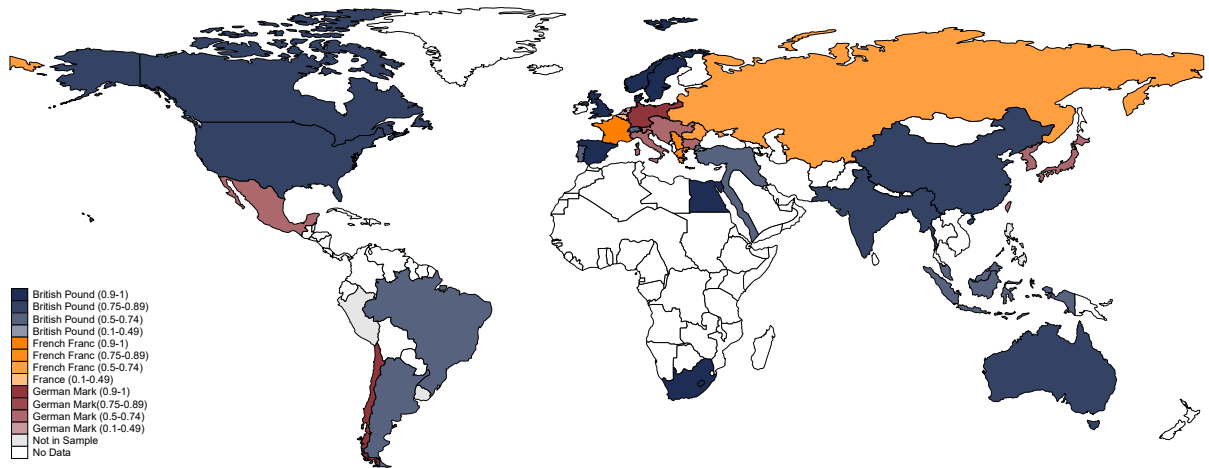 British Pound (0.9-1)
British Pound (0.75-0.89)
British Pound (0.5-0.74)
British Pound (0.1-0.49)
French Franc (0.9-1)
French Franc (0.75-0.89)
French Franc (0.5-0.74)
France (0.1-0.49)
German Mark (0.9-1)
German Mark(0.75-0.89)
German Mark (0.5-0.74)
German Mark (0.1-0.49)
Not in Sample
No Data